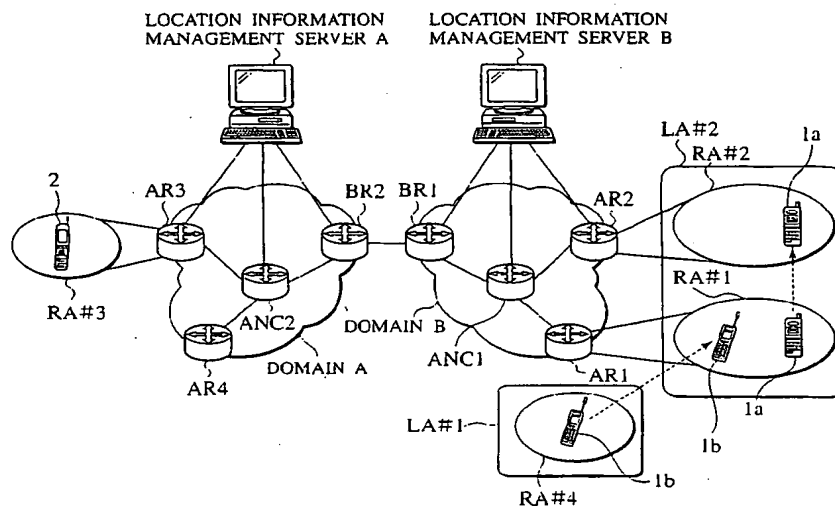 LOCATION INFORMATION
MANAGEMENT SERVER A
LOCATION INFORMATION
MANAGEMENT SERVER B
LA#2
RA#2
1a
2
AR3
BR2
BR1
AR2
RA#1
RA#3
ANC2
DOMAIN B
ANC1
AR4
DOMAIN A
AR1
1b
1a
LA#1
1b
RA#4